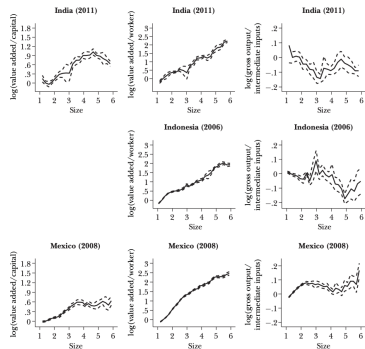 India (2011)
log(value added/capital)
1.8
1.5
1.2
.9
.6
.3
0
1 2 3 4 5 6
Size
India (2011)
log(value added/worker)
3
2.5
2
1.5
1
.5
0
1 2 3 4 5 6
Size
India (2011)
log(gross output/
intermediate inputs)
.1
0
−.1
−.2
1 2 3 4 5 6
Size
Indonesia (2006)
log(value added/worker)
3
2.5
2
1.5
1
.5
0
1 2 3 4 5 6
Size
Indonesia (2006)
log(gross output/
intermediate inputs)
.1
0
−.1
−.2
1 2 3 4 5 6
Size
Mexico (2008)
log(value added/capital)
1.8
1.5
1.2
.9
.6
.3
0
1 2 3 4 5 6
Size
Mexico (2008)
log(value added/worker)
3
2.5
2
1.5
1
.5
0
1 2 3 4 5 6
Size
Mexico (2008)
log(gross output/
intermediate inputs)
.2
.1
0
−.1
1 2 3 4 5 6
Size